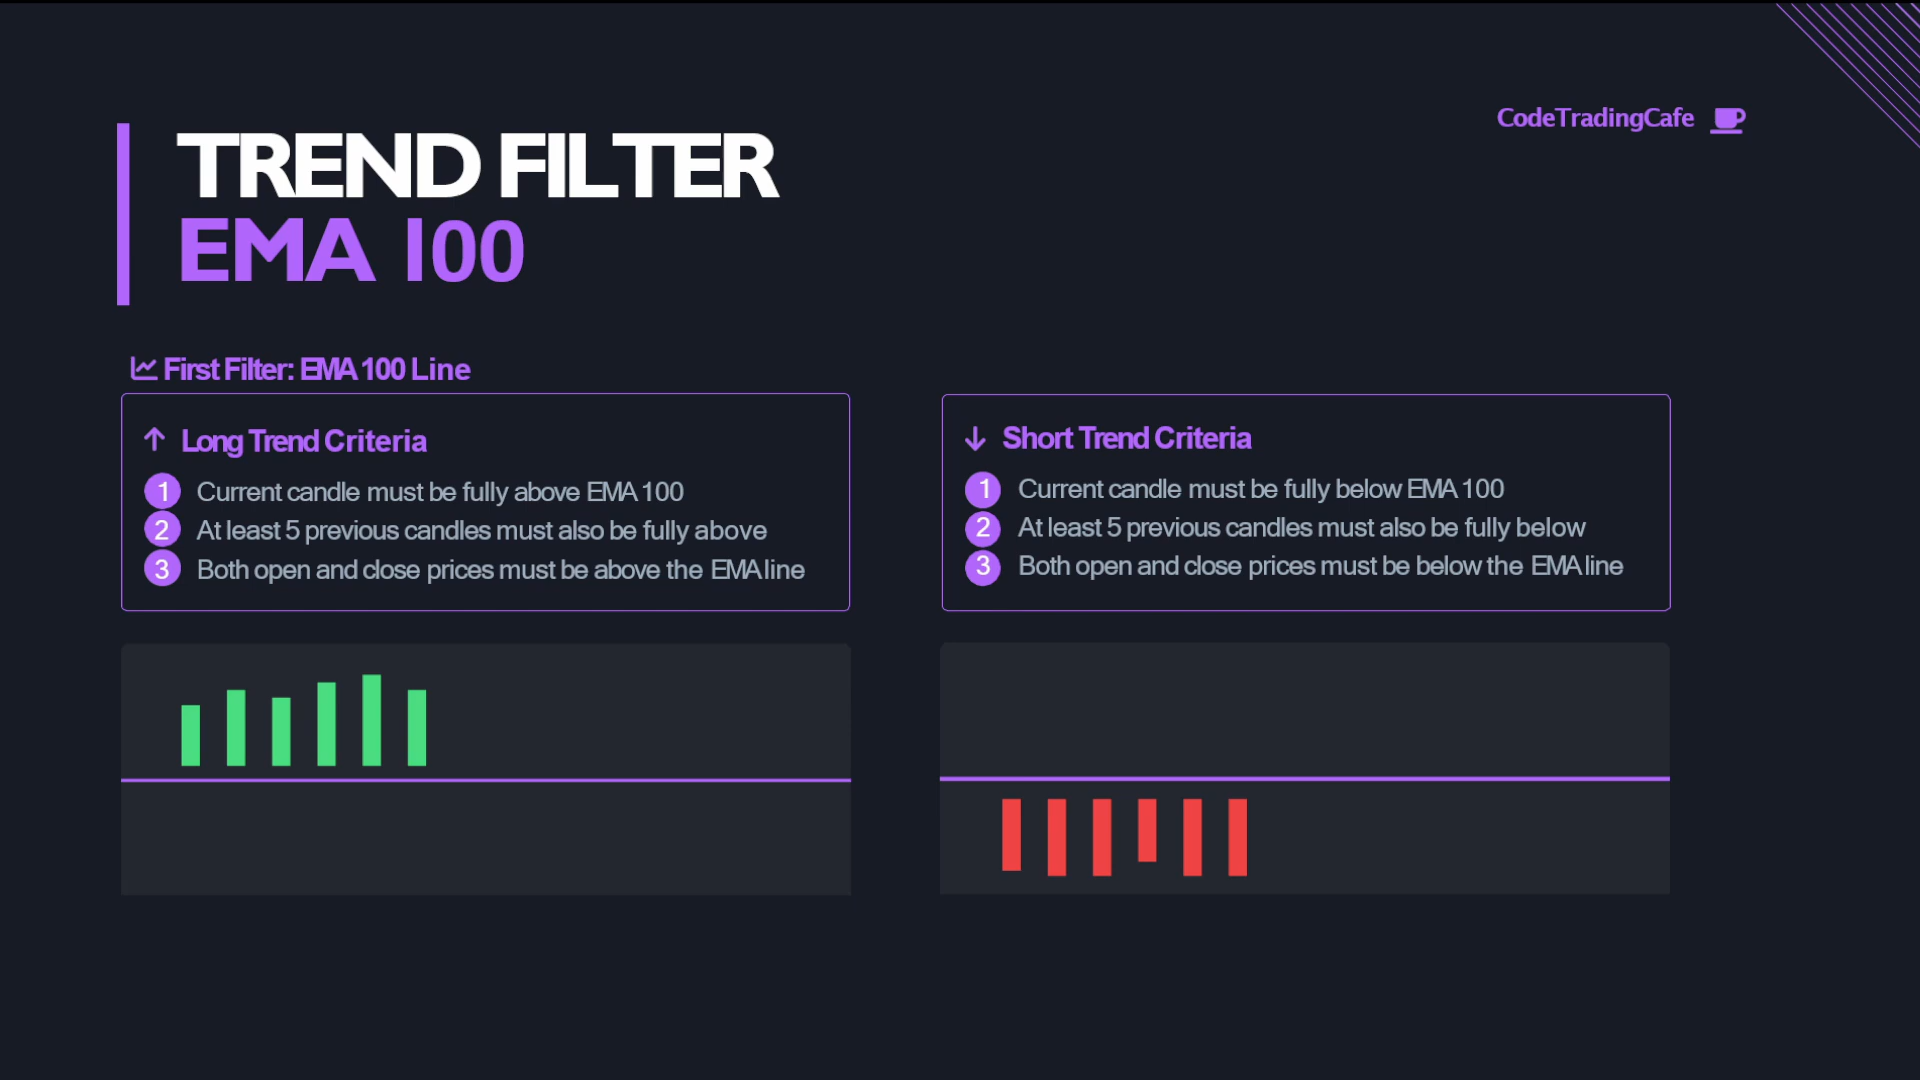 CodeTradingCafe
TREND FILTER
EMA 100
First Filter: EMA 100 Line
Long Trend Criteria
1 Current candle must be fully above EMA 100
2 At least 5 previous candles must also be fully above
3 Both open and close prices must be above the EMA line
Short Trend Criteria
1 Current candle must be fully below EMA 100
2 At least 5 previous candles must also be fully below
3 Both open and close prices must be below the EMA line